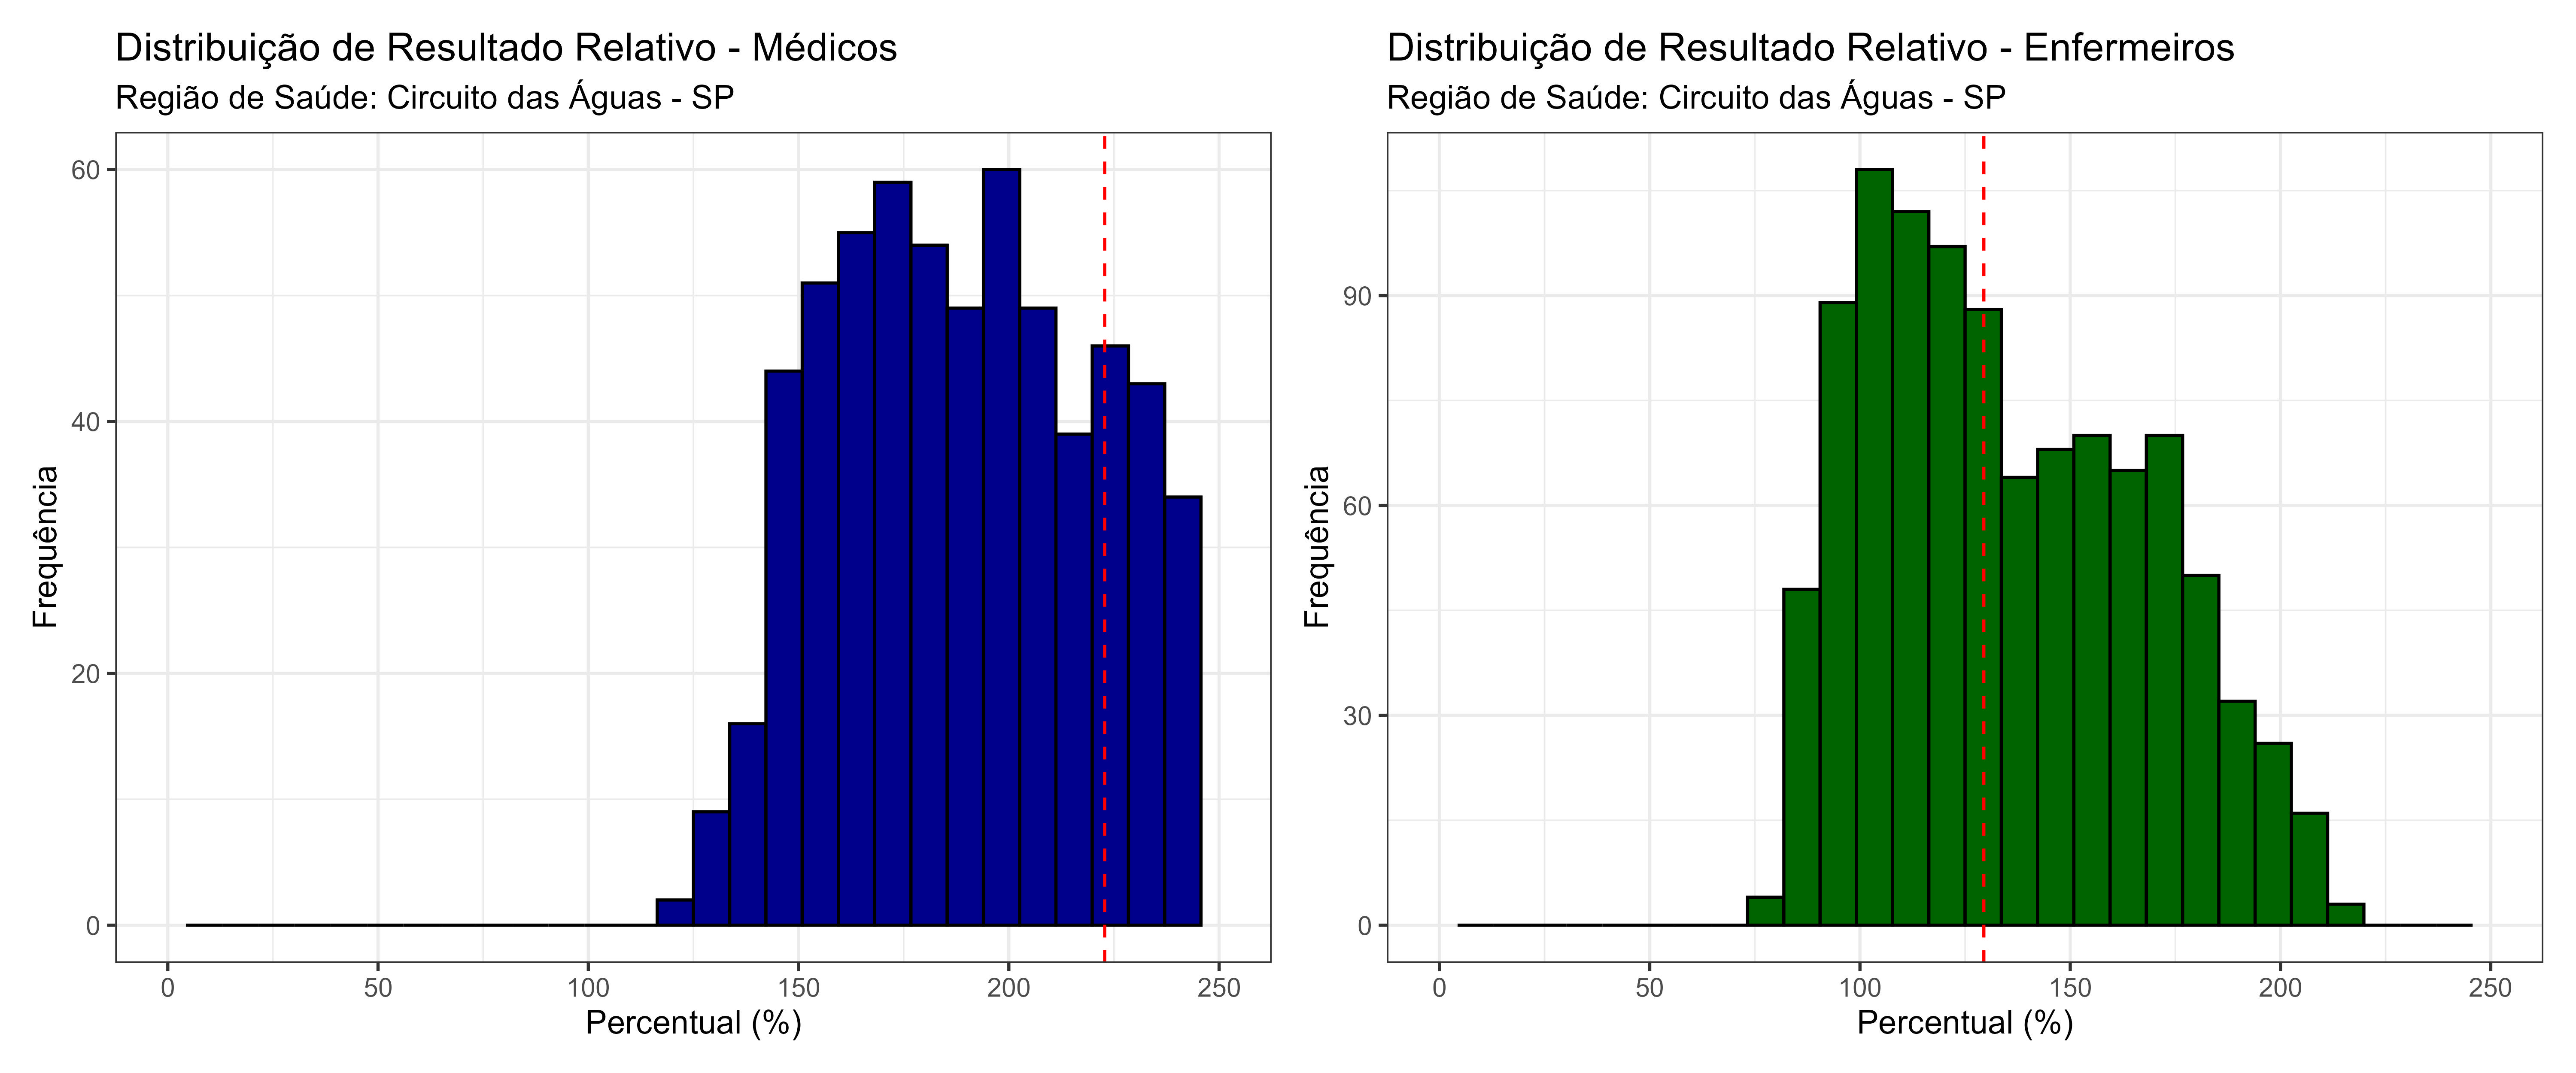 Distribuição de Resultado Relativo - Médicos
Região de Saúde: Circuito das Águas - SP
Frequência
60
40
20
0
0 50 100 150 200 250
Percentual (%)
Distribuição de Resultado Relativo - Enfermeiros
Região de Saúde: Circuito das Águas - SP
Frequência
90
60
30
0
0 50 100 150 200 250
Percentual (%)